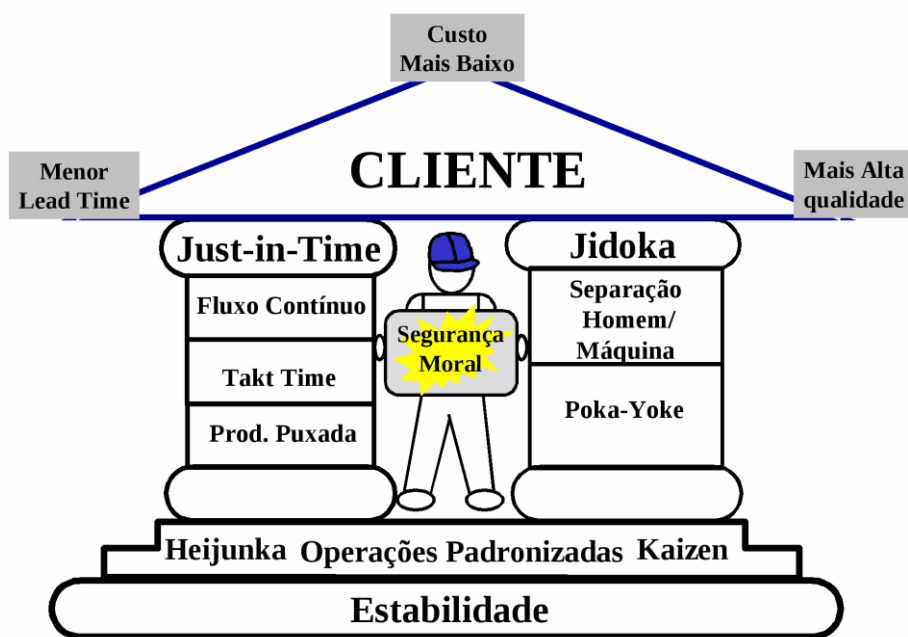 Custo
Mais Baixo
Menor
Lead Time
CLIENTE
Mais Alta
qualidade
Just-in-Time
Fluxo Contínuo
Takt Time
Prod. Puxada
Segurança
Moral
Jidoka
Separação
Homem/
Máquina
Poka-Yoke
Heijunka Operações Padronizadas Kaizen
Estabilidade